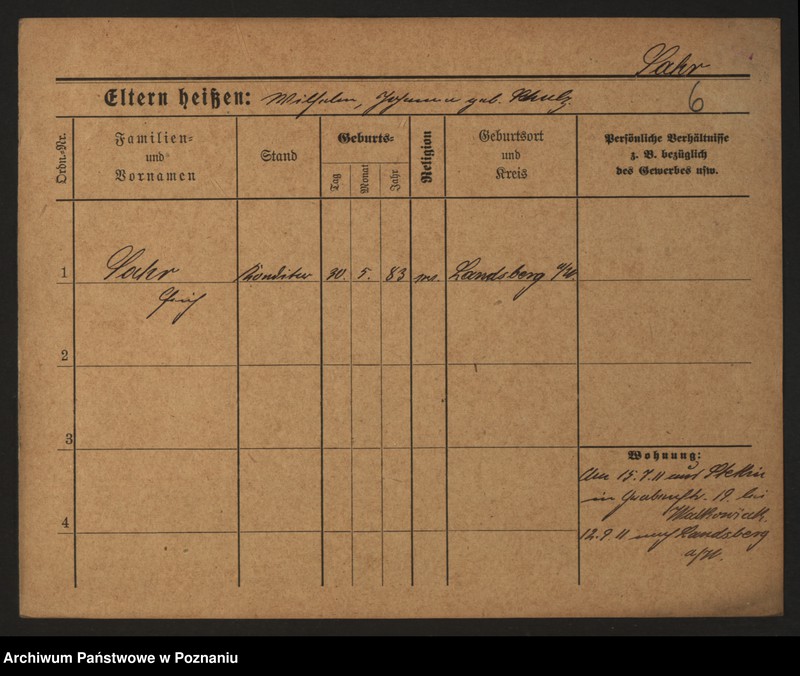 Sahr
Eltern heißen: Wilhelm, Johanna geb. Schulz
6
Ordn.-Nr.
Familien-
und
Vornamen
Stand
Geburts-
Tag
Monat
Jahr
Religion
Geburtsort
und
Kreis
Persönliche Verhältnisse
z. B. bezüglich
des Gewerbes usw.
1
Sahr
Konditor
30.
5.
83
Landsberg a/W.
2
3
4
Wohnung:
Am 15.7.11 aus Stettin
in 19. bei
Walkowiak.
12.9.11 nach Landsberg
a/W.
Archiwum Państwowe w Poznaniu